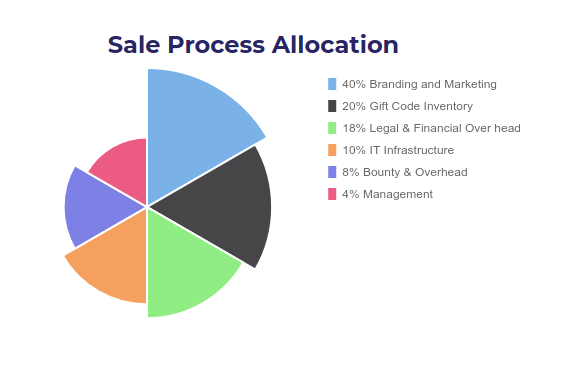 Sale Process Allocation
40% Branding and Marketing
20% Gift Code Inventory
18% Legal & Financial Over head
10% IT Infrastructure
8% Bounty & Overhead
4% Management